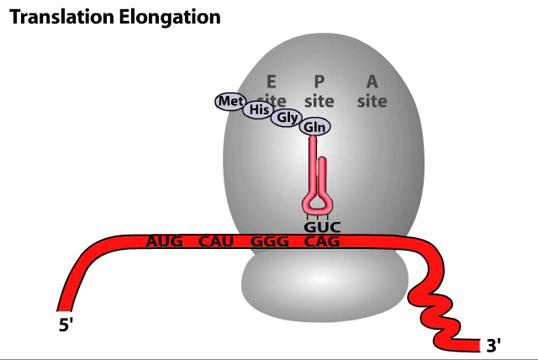 Translation Elongation
E site
P site
A site
Met
His
Gly
Gln
GUC
AUG CAU GGG CAG
5'
3'